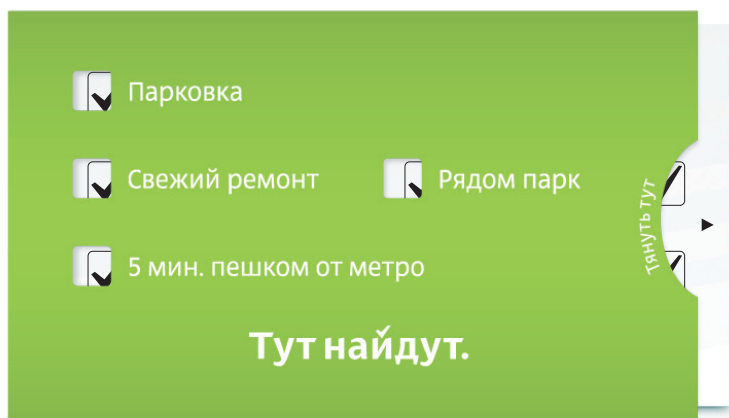 Парковка
Свежий ремонт
Рядом парк
5 мин. пешком от метро
Тянуть тут
Тут найдут.